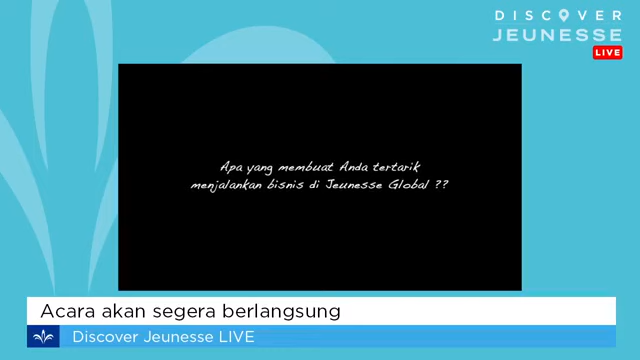 DISCOVER
JEUNESSE
LIVE
Apa yang membuat Anda tertarik
menjalankan bisnis di Jeunesse Global ??
Acara akan segera berlangsung
Discover Jeunesse LIVE